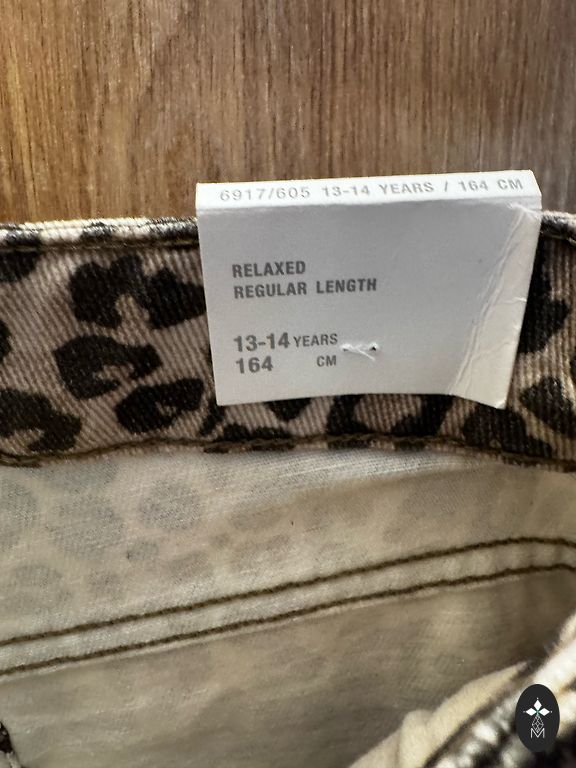 6917/605 13-14 YEARS / 164 CM
RELAXED
REGULAR LENGTH
13-14 YEARS
164 CM
M